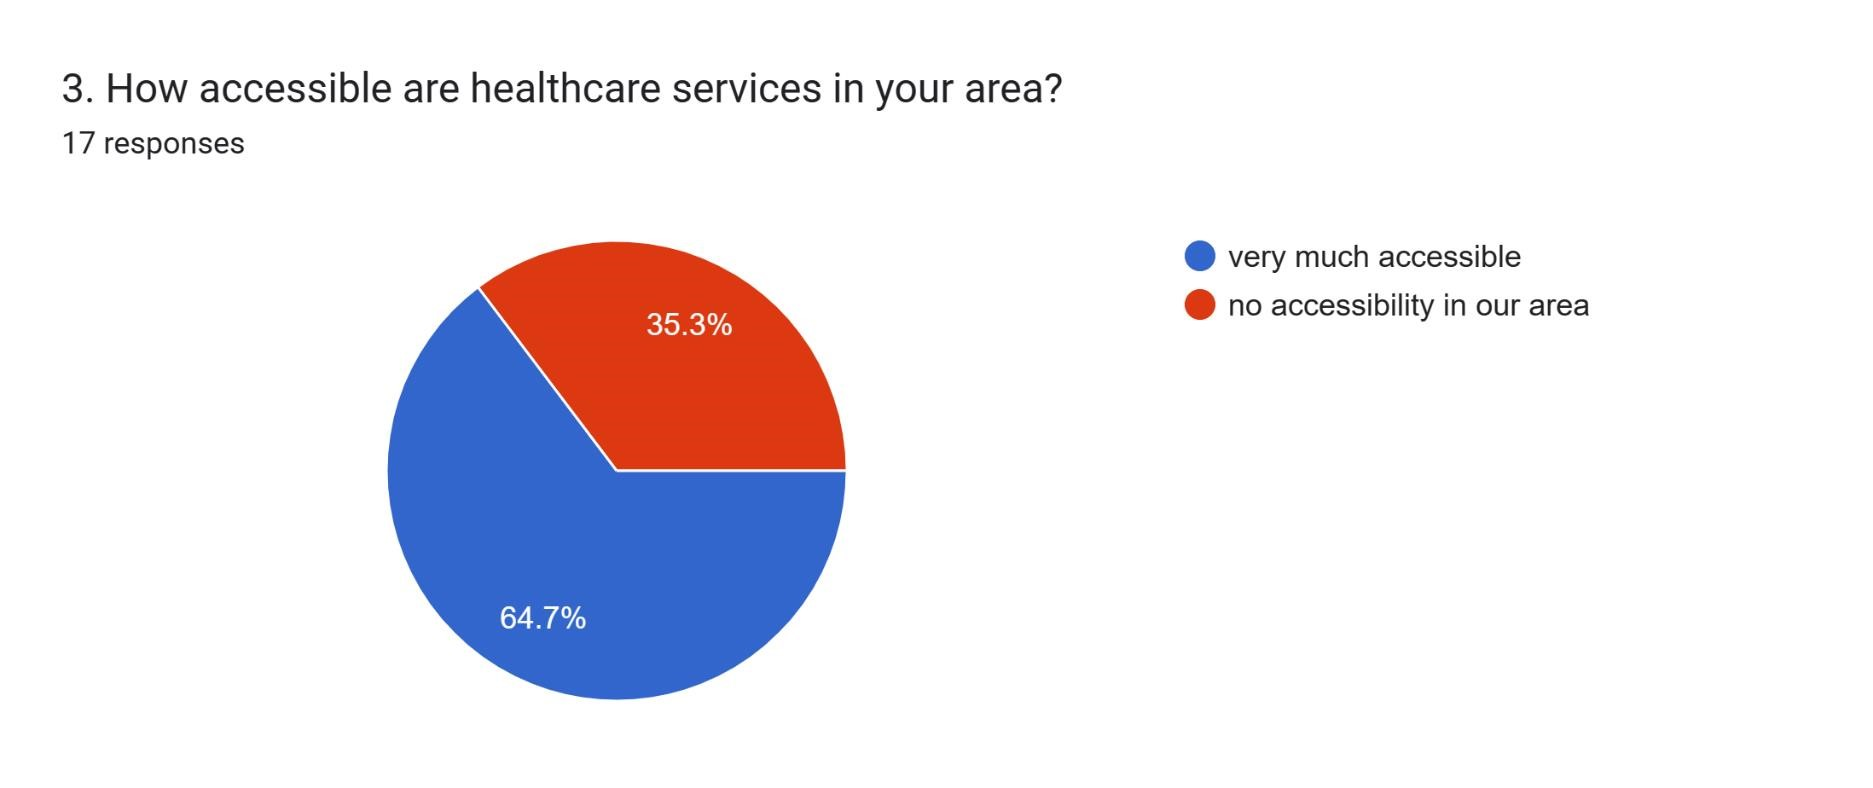 3. How accessible are healthcare services in your area?
17 responses
very much accessible
no accessibility in our area
35.3%
64.7%